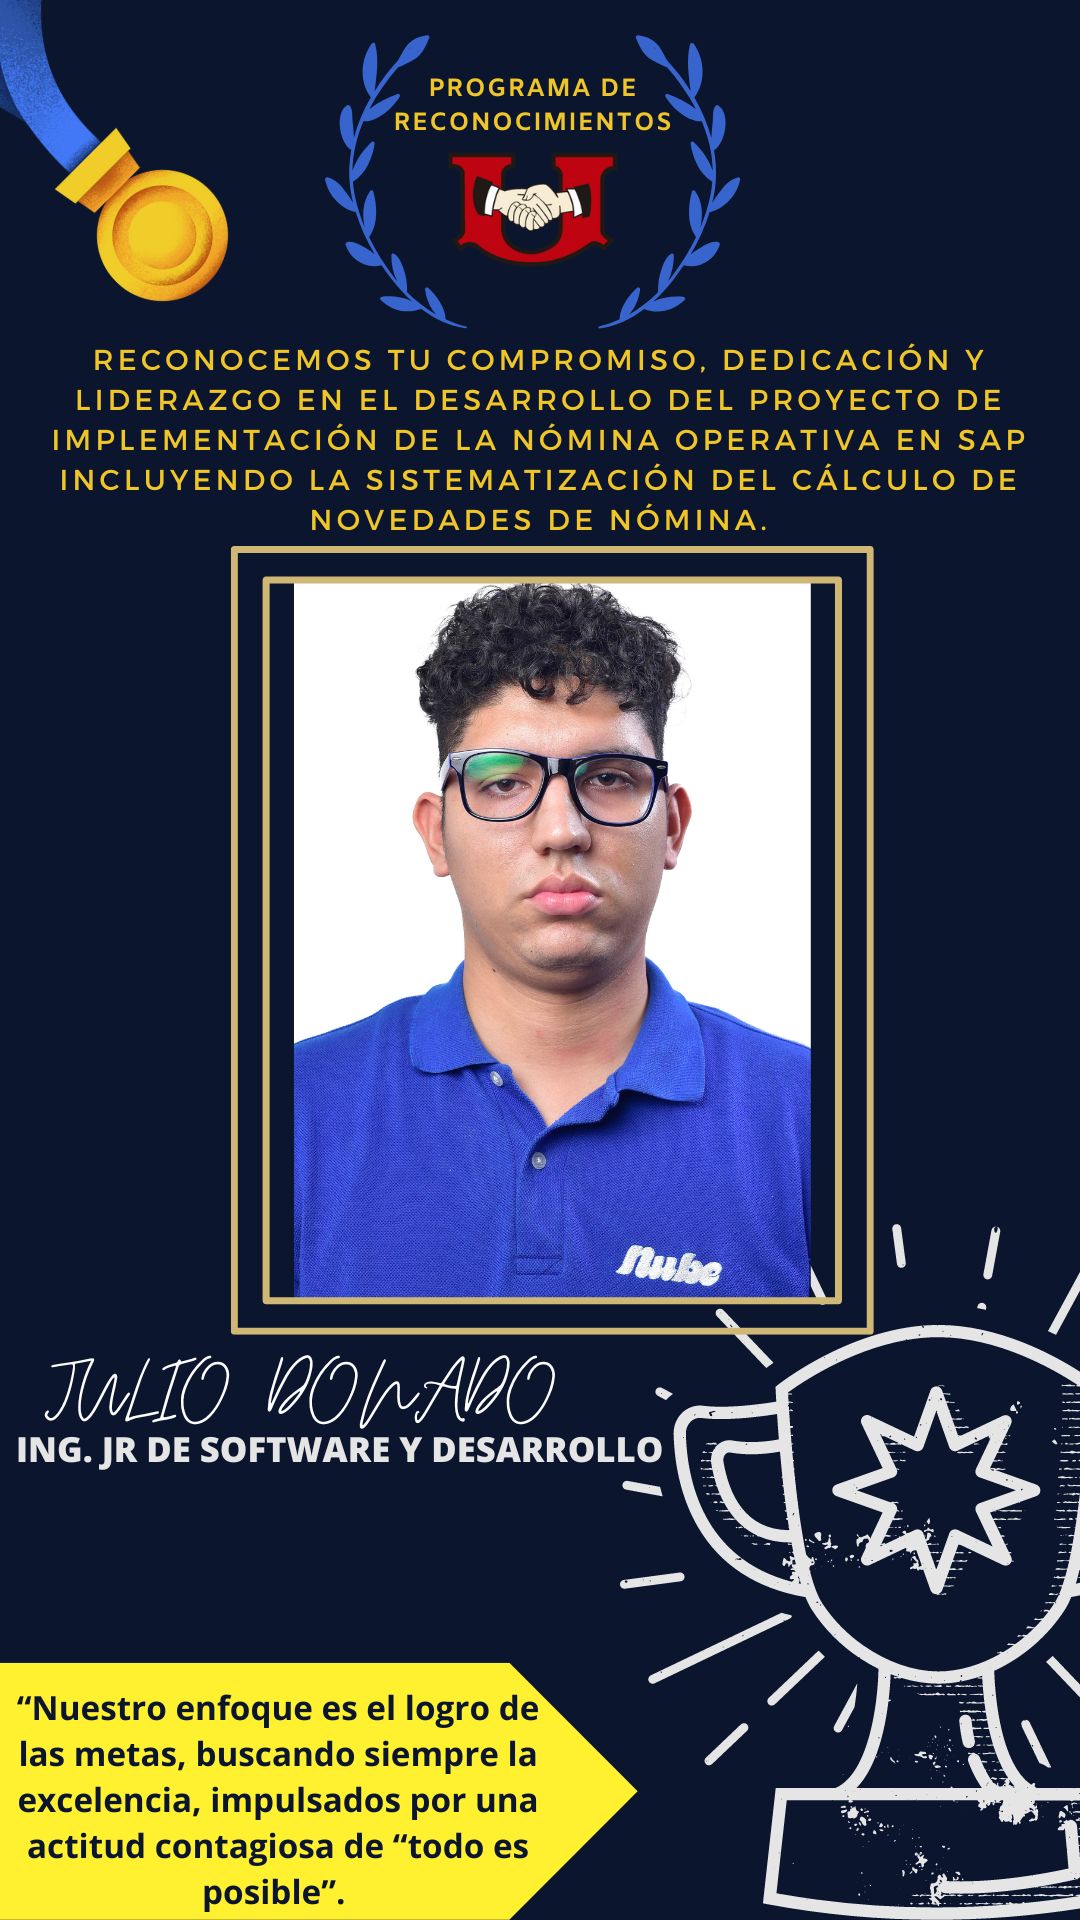 PROGRAMA DE
RECONOCIMIENTOS
U
RECONOCEMOS TU COMPROMISO, DEDICACIÓN Y
LIDERAZGO EN EL DESARROLLO DEL PROYECTO DE
IMPLEMENTACIÓN DE LA NÓMINA OPERATIVA EN SAP
INCLUYENDO LA SISTEMATIZACIÓN DEL CÁLCULO DE
NOVEDADES DE NÓMINA.
Nube
JULIO DONADO
ING. JR DE SOFTWARE Y DESARROLLO
“Nuestro enfoque es el logro de
las metas, buscando siempre la
excelencia, impulsados por una
actitud contagiosa de “todo es
posible”.